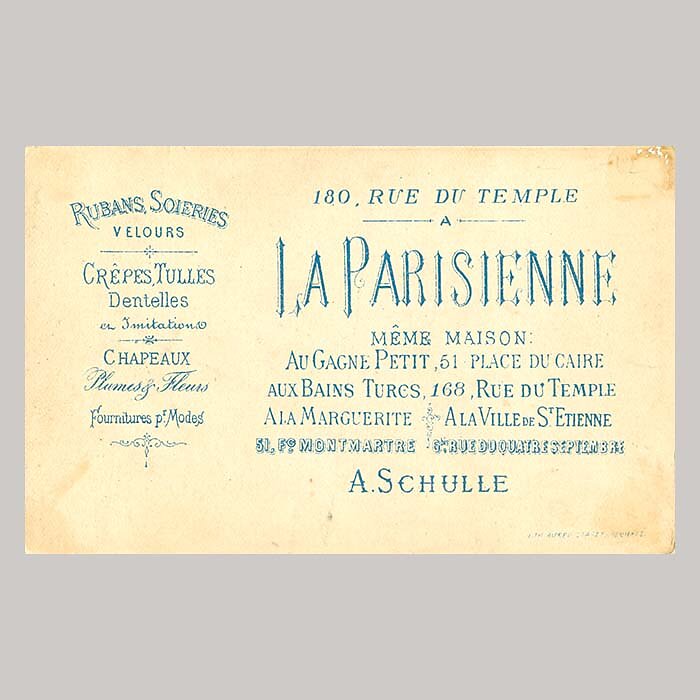 RUBANS, SOIERIES
VELOURS
CRÊPES, TULLES
Dentelles
en Imitation
CHAPEAUX
Plumes & Fleurs
Fournitures pr. Modes
180, RUE DU TEMPLE
A
LA PARISIENNE
MÊME MAISON:
AU GAGNE PETIT, 51 PLACE DU CAIRE
AUX BAINS TURCS, 168, RUE DU TEMPLE
A LA MARGUERITE A LA VILLE DE ST ETIENNE
51, Fg MONTMARTRE RUE DU QUATRE SEPTEMBRE
A. SCHULLE